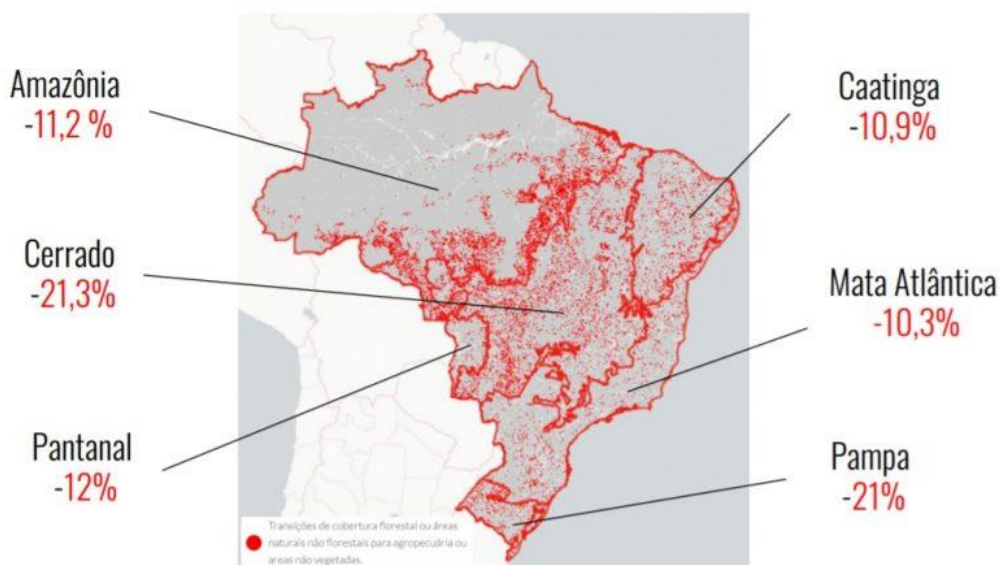 Amazônia
-11,2 %
Cerrado
-21,3%
Pantanal
-12%
Caatinga
-10,9%
Mata Atlântica
-10,3%
Pampa
-21%
Transições de cobertura florestal ou áreas
naturais não florestais para agropecuária ou
areas não vegetadas.